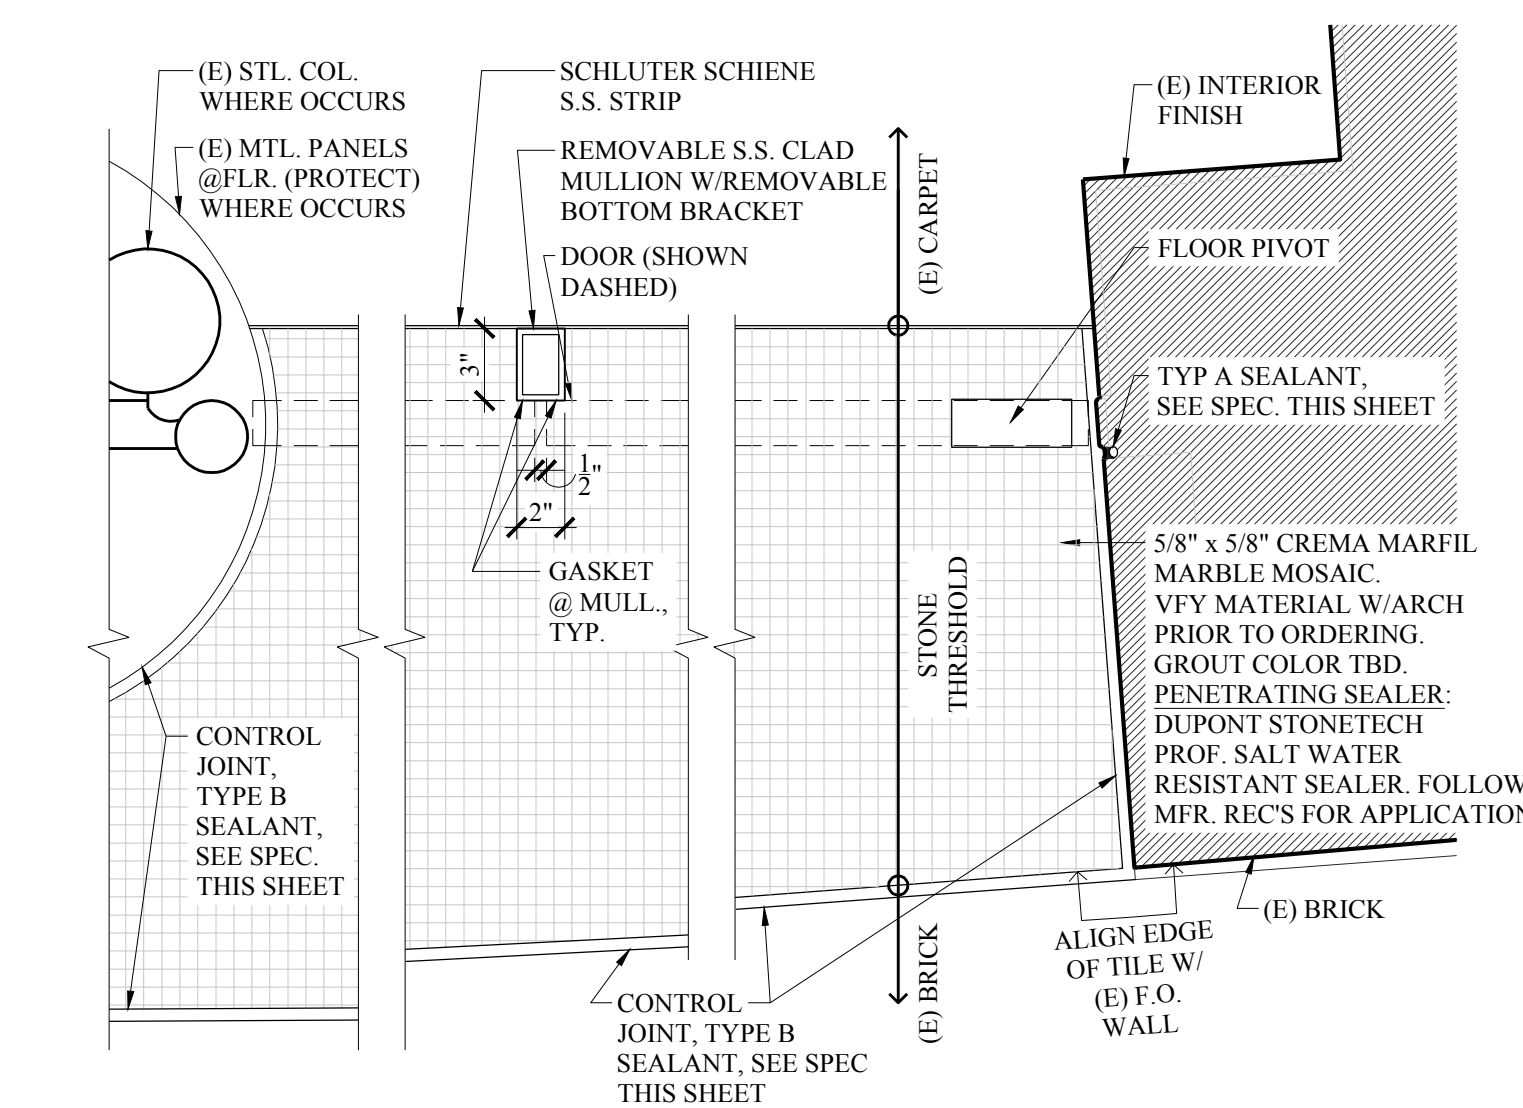 (E) STL. COL.
WHERE OCCURS
(E) MTL. PANELS
@FLR. (PROTECT)
WHERE OCCURS
SCHLUTER SCHIENE
S.S. STRIP
REMOVABLE S.S. CLAD
MULLION W/REMOVABLE
BOTTOM BRACKET
DOOR (SHOWN
DASHED)
(E) CARPET
(E) INTERIOR
FINISH
FLOOR PIVOT
3"
TYP A SEALANT,
SEE SPEC. THIS SHEET
1/2"
2"
GASKET
@ MULL.,
TYP.
STONE
THRESHOLD
5/8" x 5/8" CREMA MARFIL
MARBLE MOSAIC.
VFY MATERIAL W/ARCH
PRIOR TO ORDERING.
GROUT COLOR TBD.
PENETRATING SEALER:
DUPONT STONETECH
PROF. SALT WATER
RESISTANT SEALER. FOLLOW
MFR. REC'S FOR APPLICATION
CONTROL
JOINT,
TYPE B
SEALANT,
SEE SPEC.
THIS SHEET
(E) BRICK
(E) BRICK
ALIGN EDGE
OF TILE W/
(E) F.O.
WALL
CONTROL
JOINT, TYPE B
SEALANT, SEE SPEC
THIS SHEET